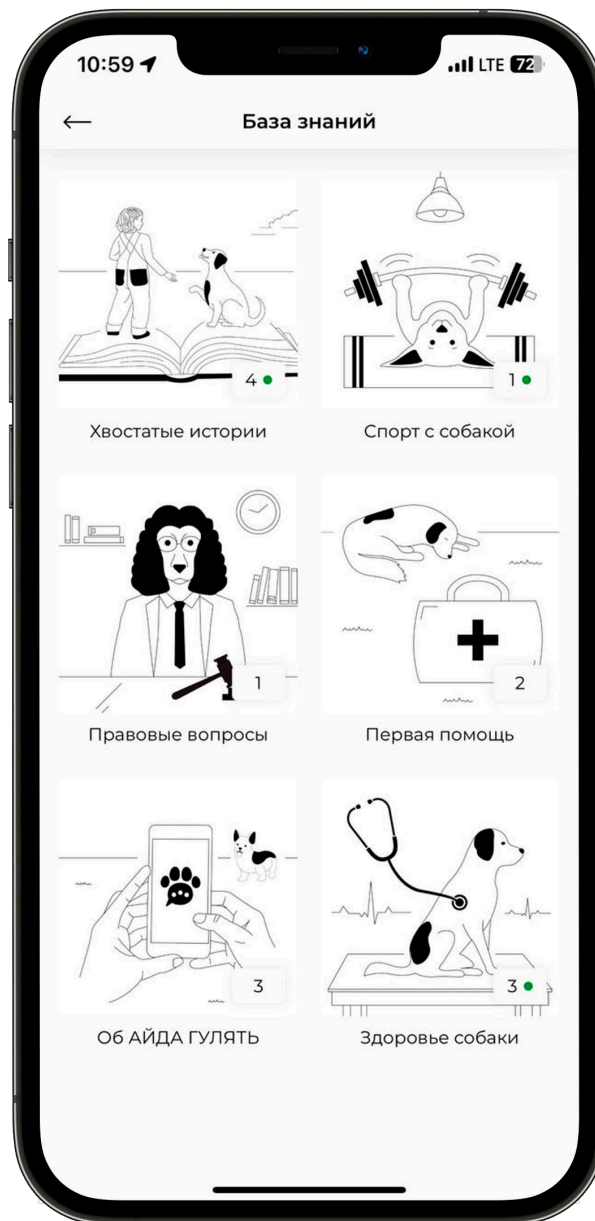 10:59
LTE 72
База знаний
4
1
Хвостатые истории
Спорт с собакой
1
2
Правовые вопросы
Первая помощь
3
3
Об АЙДА ГУЛЯТЬ
Здоровье собаки